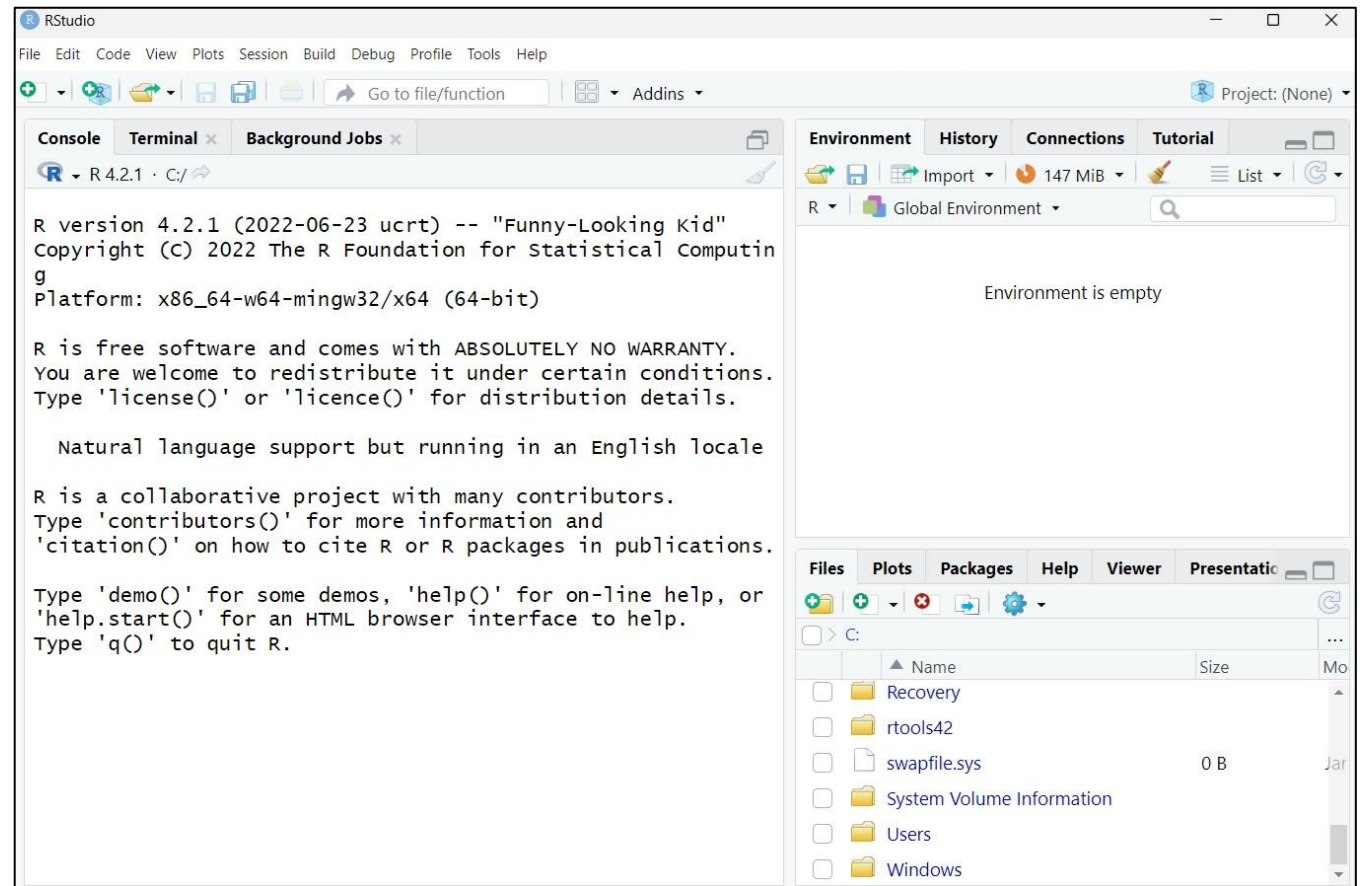 RStudio
File Edit Code View Plots Session Build Debug Profile Tools Help
Go to file/function Addins Project: (None)
Console Terminal Background Jobs
R 4.2.1 · C:/
R version 4.2.1 (2022-06-23 ucrt) -- "Funny-Looking Kid"
Copyright (C) 2022 The R Foundation for Statistical Computin
g
Platform: x86_64-w64-mingw32/x64 (64-bit)
R is free software and comes with ABSOLUTELY NO WARRANTY.
You are welcome to redistribute it under certain conditions.
Type 'license()' or 'licence()' for distribution details.
Natural language support but running in an English locale
R is a collaborative project with many contributors.
Type 'contributors()' for more information and
'citation()' on how to cite R or R packages in publications.
Type 'demo()' for some demos, 'help()' for on-line help, or
'help.start()' for an HTML browser interface to help.
Type 'q()' to quit R.
Environment History Connections Tutorial
Import 147 MiB List
R Global Environment
Environment is empty
Files Plots Packages Help Viewer Presentatio
C: ...
Name Size Mo
Recovery
rtools42
swapfile.sys 0 B Jar
System Volume Information
Users
Windows